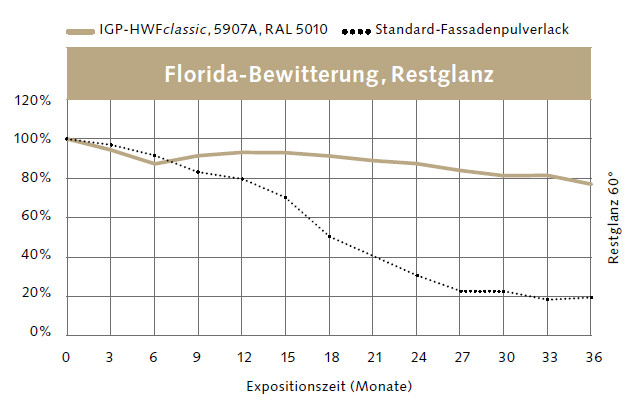 IGP-HWFclassic, 5907A, RAL 5010 Standard-Fassadenpulverlack
Florida-Bewitterung, Restglanz
120%
100%
80%
60%
40%
20%
0%
Restglanz 60°
0 3 6 9 12 15 18 21 24 27 30 33 36
Expositionszeit (Monate)